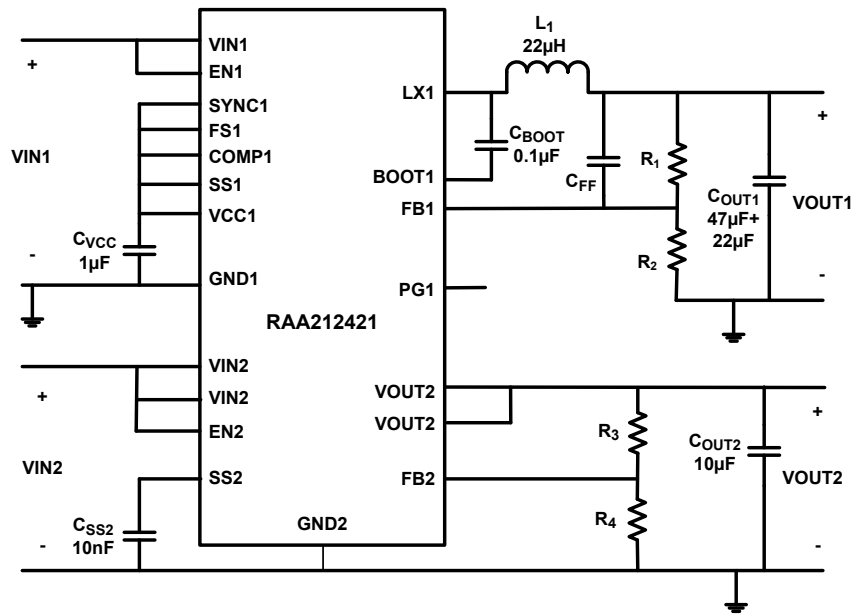 VIN1
EN1
SYNC1
FS1
COMP1
SS1
VCC1
GND1
VIN2
VIN2
EN2
SS2
RAA212421
GND2
LX1
BOOT1
FB1
PG1
VOUT2
VOUT2
FB2
+
VIN1
-
CVCC
1µF
+
VIN2
-
CSS2
10nF
L1
22µH
CBOOT
0.1µF
CFF
R1
R2
COUT1
47µF+
22µF
+
VOUT1
-
R3
R4
COUT2
10µF
+
VOUT2
-